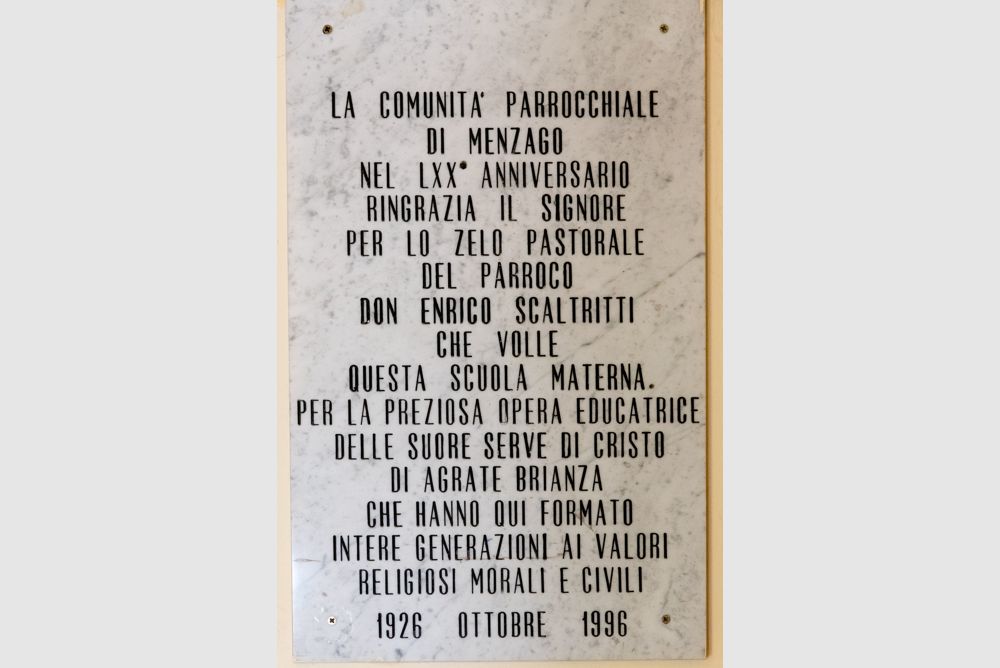 LA COMUNITA' PARROCCHIALE
DI MENZAGO
NEL LXX° ANNIVERSARIO
RINGRAZIA IL SIGNORE
PER LO ZELO PASTORALE
DEL PARROCO
DON ENRICO SCALTRITTI
CHE VOLLE
QUESTA SCUOLA MATERNA.
PER LA PREZIOSA OPERA EDUCATRICE
DELLE SUORE SERVE DI CRISTO
DI AGRATE BRIANZA
CHE HANNO QUI FORMATO
INTERE GENERAZIONI AI VALORI
RELIGIOSI MORALI E CIVILI
1926 OTTOBRE 1996